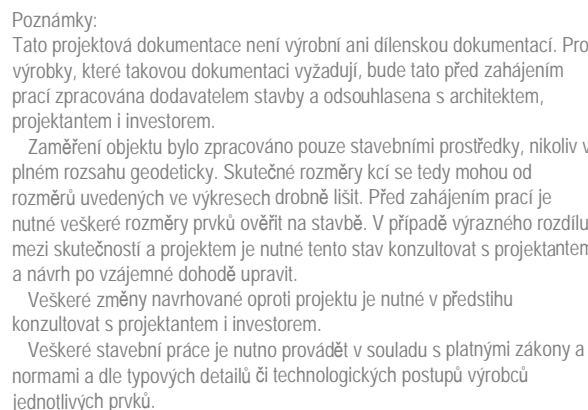 Poznámky:
Tato projektová dokumentace není výrobní ani dílenskou dokumentací. Pro
výrobky, které takovou dokumentaci vyžadují, bude tato před zahájením
prací zpracována dodavatelem stavby a odsouhlasena s architektem,
projektantem i investorem.
Zaměření objektu bylo zpracováno pouze stavebními prostředky, nikoliv v
plném rozsahu geodeticky. Skutečné rozměry kcí se tedy mohou od
rozměrů uvedených ve výkresech drobně lišit. Před zahájením prací je
nutné veškeré rozměry prvků ověřit na stavbě. V případě výrazného rozdílu
mezi skutečností a projektem je nutné tento stav konzultovat s projektantem
a návrh po vzájemné dohodě upravit.
Veškeré změny navrhované oproti projektu je nutné v předstihu
konzultovat s projektantem i investorem.
Veškeré stavební práce je nutno provádět v souladu s platnými zákony a
normami a dle typových detailů či technologických postupů výrobců
jednotlivých prvků.